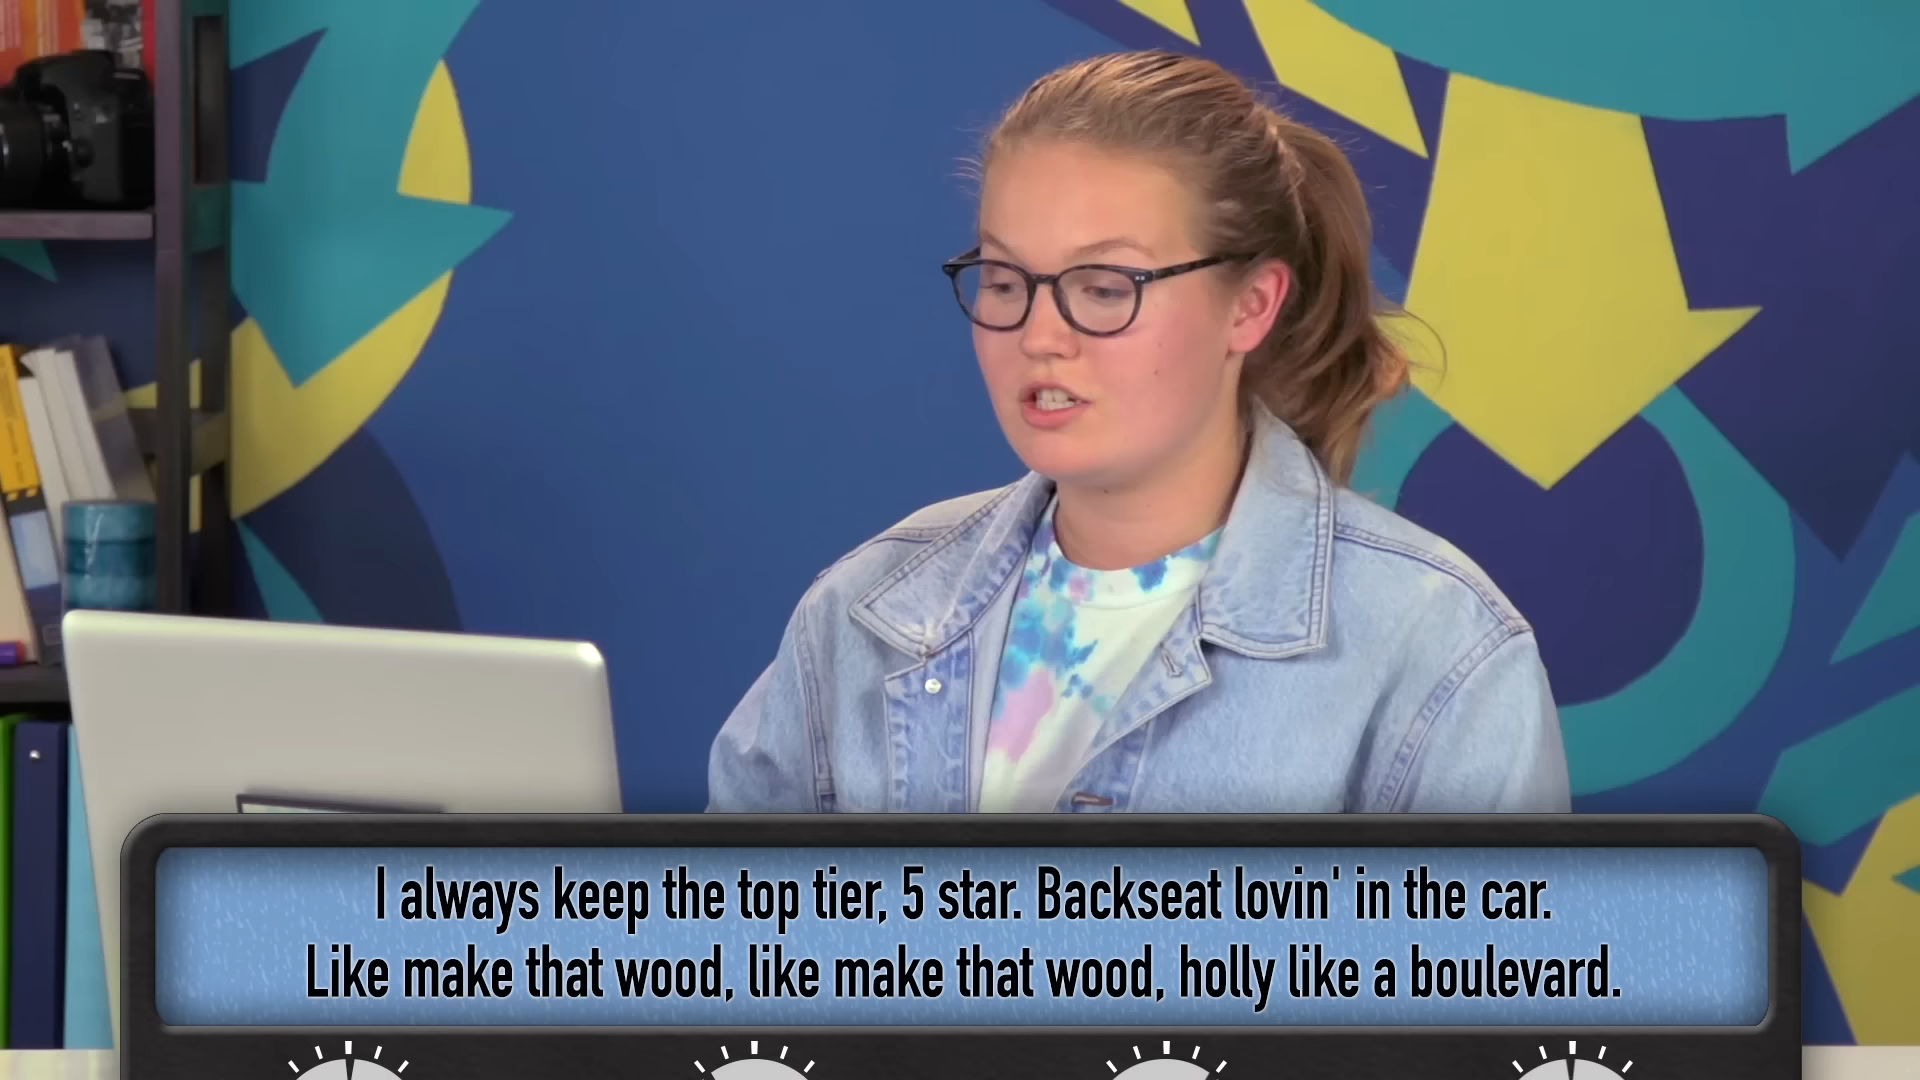 I always keep the top tier, 5 star. Backseat lovin' in the car.
Like make that wood, like make that wood, holly like a boulevard.